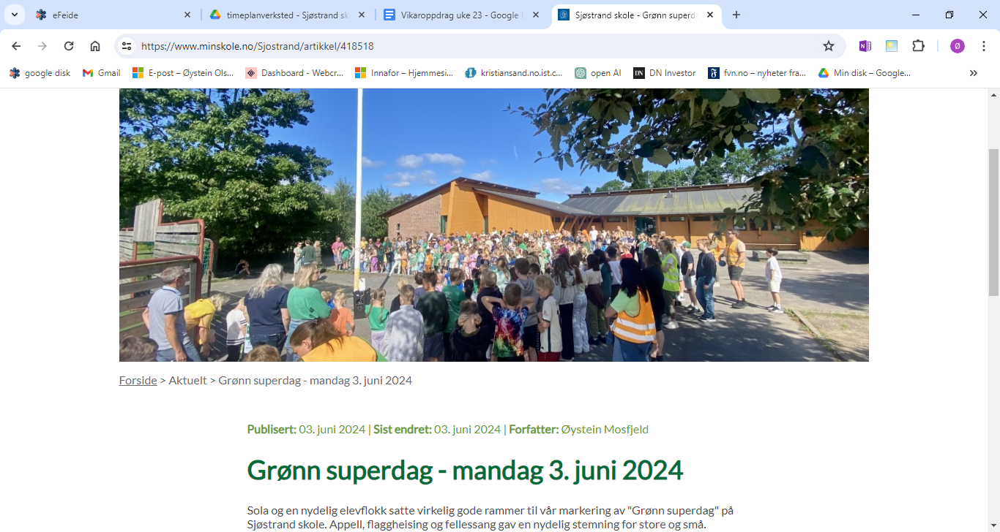 eFeide
timeplanverksted - Sjøstrand sk
Vikaroppdrag uke 23 - Google
Sjøstrand skole - Grønn superda
https://www.minskole.no/Sjostrand/artikkel/418518
Ø
google disk
Gmail
E-post – Øystein Ols...
Dashboard - Webcr...
Innafor – Hjemmesi...
kristiansand.no.ist.c...
open AI
DN
DN Investor
fvn.no – nyheter fra...
Min disk – Google...
Forside > Aktuelt > Grønn superdag - mandag 3. juni 2024
Publisert: 03. juni 2024 | Sist endret: 03. juni 2024 | Forfatter: Øystein Mosfjeld
Grønn superdag - mandag 3. juni 2024
Sola og en nydelig elevflokk satte virkelig gode rammer til vår markering av "Grønn superdag" på
Sjøstrand skole. Appell, flaggheising og fellessang gav en nydelig stemning for store og små.